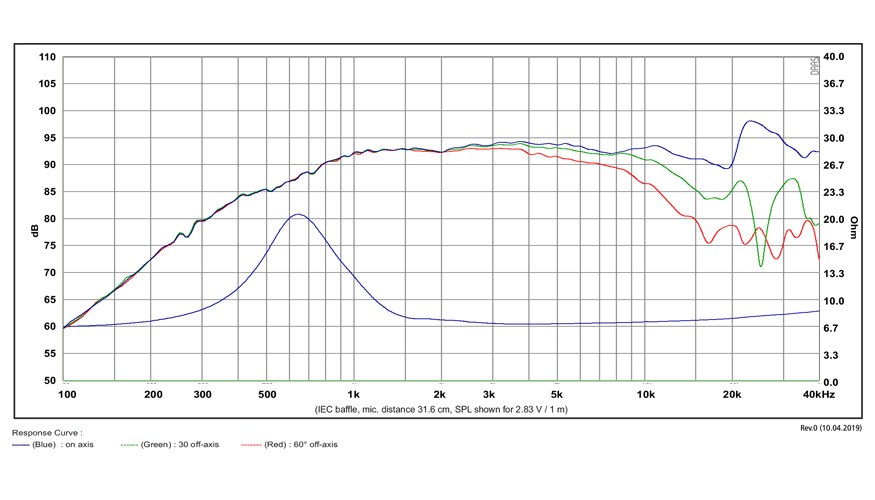 110 40.0
105 36.7
100 33.3
95 30.0
90 26.7
85 23.3
80 20.0
75 16.7
70 13.3
65 10.0
60 6.7
55 3.3
50 0.0
dB
Ohm
DAAS
100 200 300 500 1k 2k 3k 5k 10k 20k 40kHz
(IEC baffle, mic. distance 31.6 cm, SPL shown for 2.83 V / 1 m)
Rev.0 (10.04.2019)
Response Curve :
(Blue) : on axis (Green) : 30 off-axis (Red) : 60° off-axis